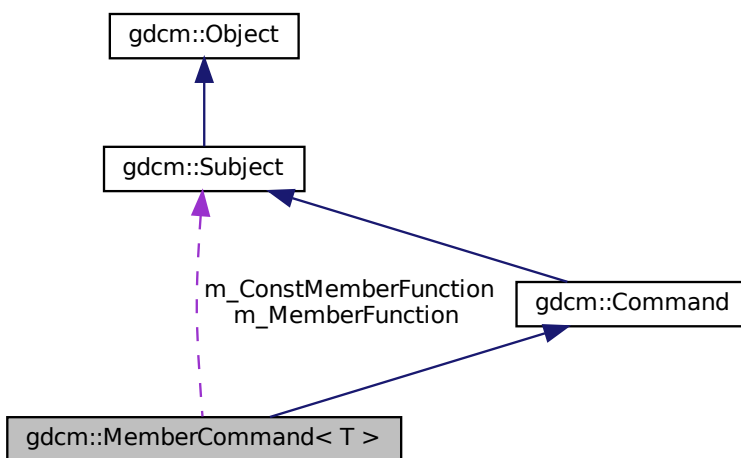 gdcm::Object
gdcm::Subject
m_ConstMemberFunction
m_MemberFunction
gdcm::Command
gdcm::MemberCommand< T >